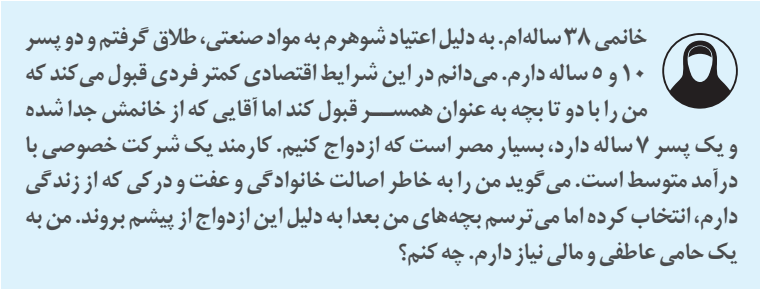 خانمی ۳۸ ساله‌ام. به دلیل اعتیاد شوهرم به مواد صنعتی، طلاق گرفتم و دو پسر
۱۰ و ۵ ساله دارم. می‌دانم در این شرایط اقتصادی کمتر فردی قبول می‌کند که
من را با دو تا بچه به عنوان همســر قبول کند اما آقایی که از خانمش جدا شده
و یک پسر ۷ ساله دارد، بسیار مصر است که ازدواج کنیم. کارمند یک شرکت خصوصی با
درآمد متوسط است. می‌گوید من را به خاطر اصالت خانوادگی و عفت و درکی که از زندگی
دارم، انتخاب کرده اما می‌ترسم بچه‌های من بعدا به دلیل این ازدواج از پیشم بروند. من به
یک حامی عاطفی و مالی نیاز دارم. چه کنم؟